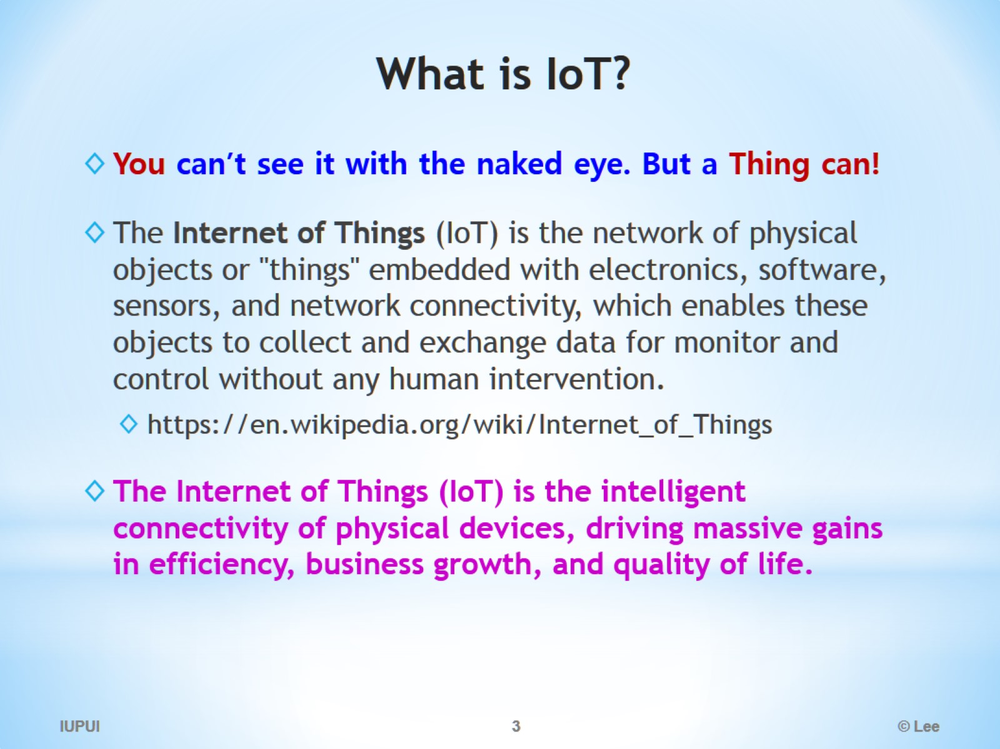 What is IoT?
You can’t see it with the naked eye. But a Thing can!
The Internet of Things (IoT) is the network of physical
objects or "things" embedded with electronics, software,
sensors, and network connectivity, which enables these
objects to collect and exchange data for monitor and
control without any human intervention.
https://en.wikipedia.org/wiki/Internet_of_Things
The Internet of Things (IoT) is the intelligent
connectivity of physical devices, driving massive gains
in efficiency, business growth, and quality of life.
IUPUI
3
© Lee